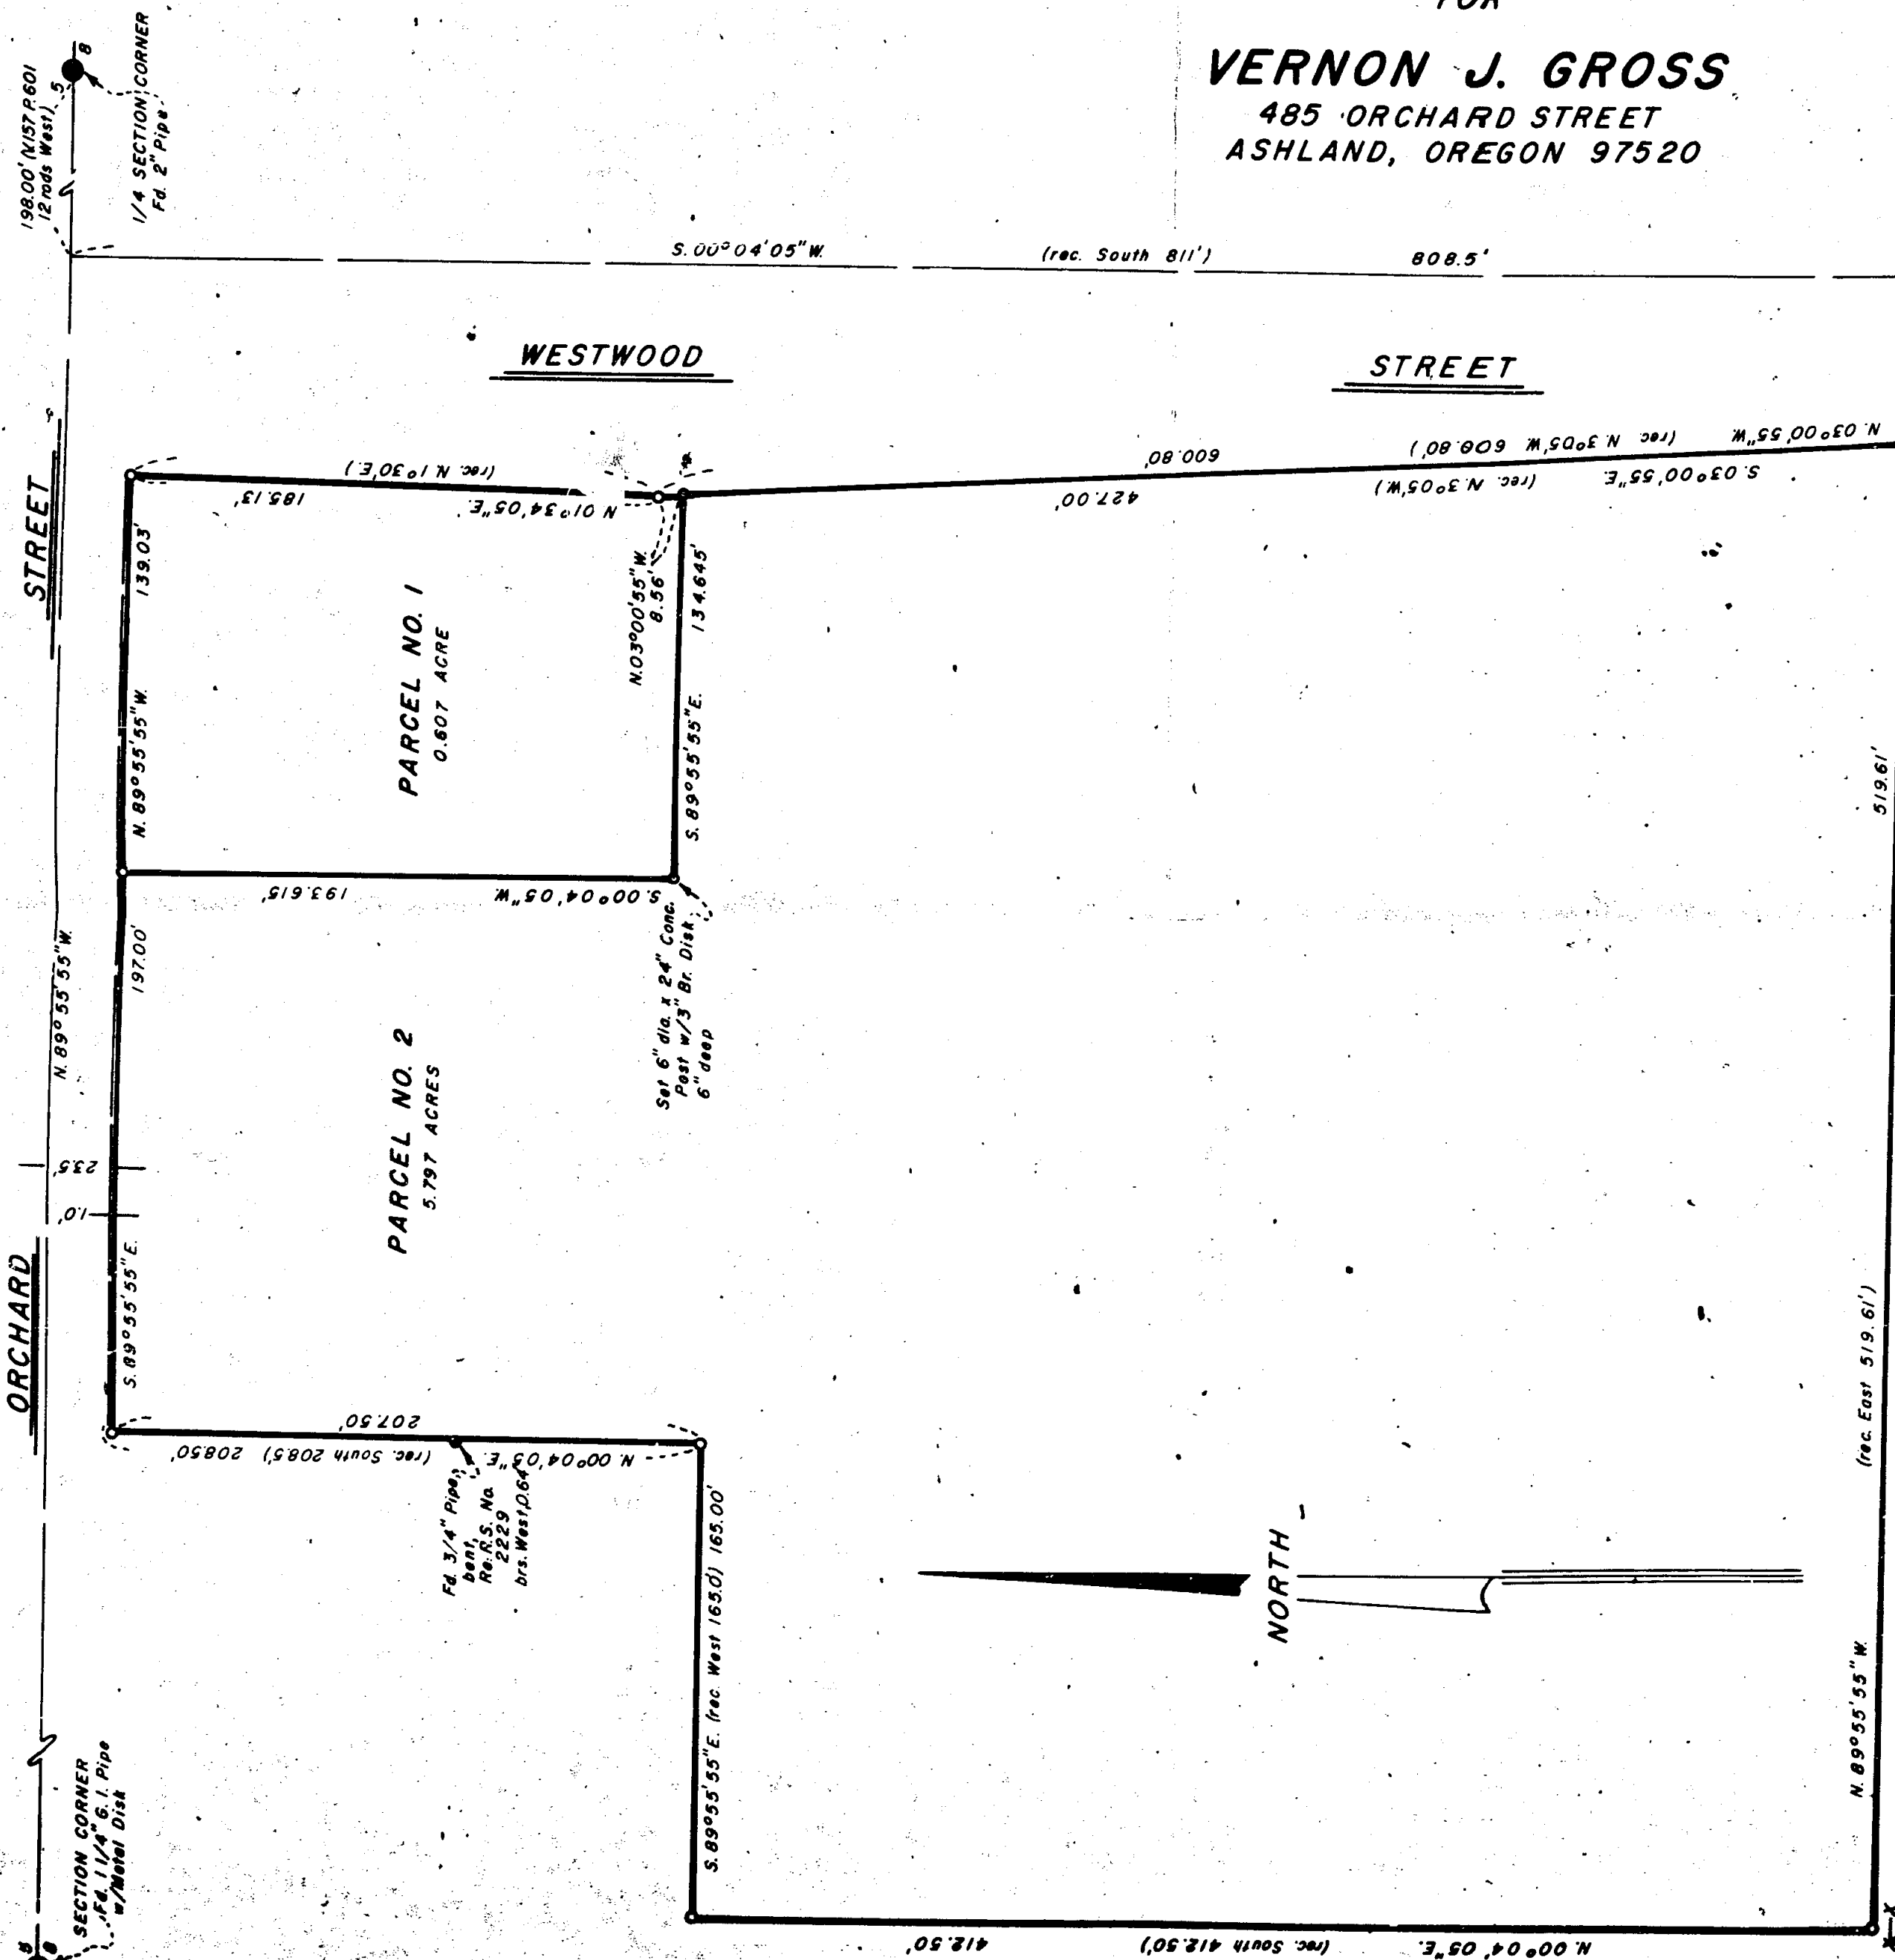 FOR
VERNON J. GROSS
485 ORCHARD STREET
ASHLAND, OREGON 97520
198.00' (V.157 P.601
12 rods West)
5
8
1/4 SECTION CORNER
Fd. 2" Pipe
S. 00° 04' 05" W.
(rec. South 811')
808.5'
WESTWOOD
STREET
STREET
ORCHARD
N. 89° 55' 55" W.
23.5'
1.0'
139.03'
N. 89° 55' 55" W.
(rec. N. 1° 30' E.)
185.13'
N 01° 34' 05" E.
N. 03° 00' 55" W.
8.56'
134.645'
S. 89° 55' 55" E.
PARCEL NO. 1
0.607 ACRE
600.80'
(rec. N. 3° 05' W. 600.80')
N. 03° 00' 55" W.
427.00'
(rec. N. 3° 05' W.)
S. 03° 00' 55" E.
193.615'
S. 00° 04' 05" W.
Set 6" dia. x 24" Conc.
Post w/3" Br. Disk
6" deep
197.00'
S. 89° 55' 55" E.
PARCEL NO. 2
5.797 ACRES
207.50'
208.50'
(rec. South 208.5')
N. 00° 04' 05" E.
Fd. 3/4" Pipe,
bent,
Re: R.S. No.
2229
brs. West, 0.64'
S. 89° 55' 55" E. (rec. West 165.0') 165.00'
NORTH
519.61'
(rec. East 519.61')
N. 89° 55' 55" W.
412.50'
(rec. South 412.50')
N. 00° 04' 05" E.
SECTION CORNER
Fd. 1 1/4" G. I. Pipe
w/Metal Disk
5
8